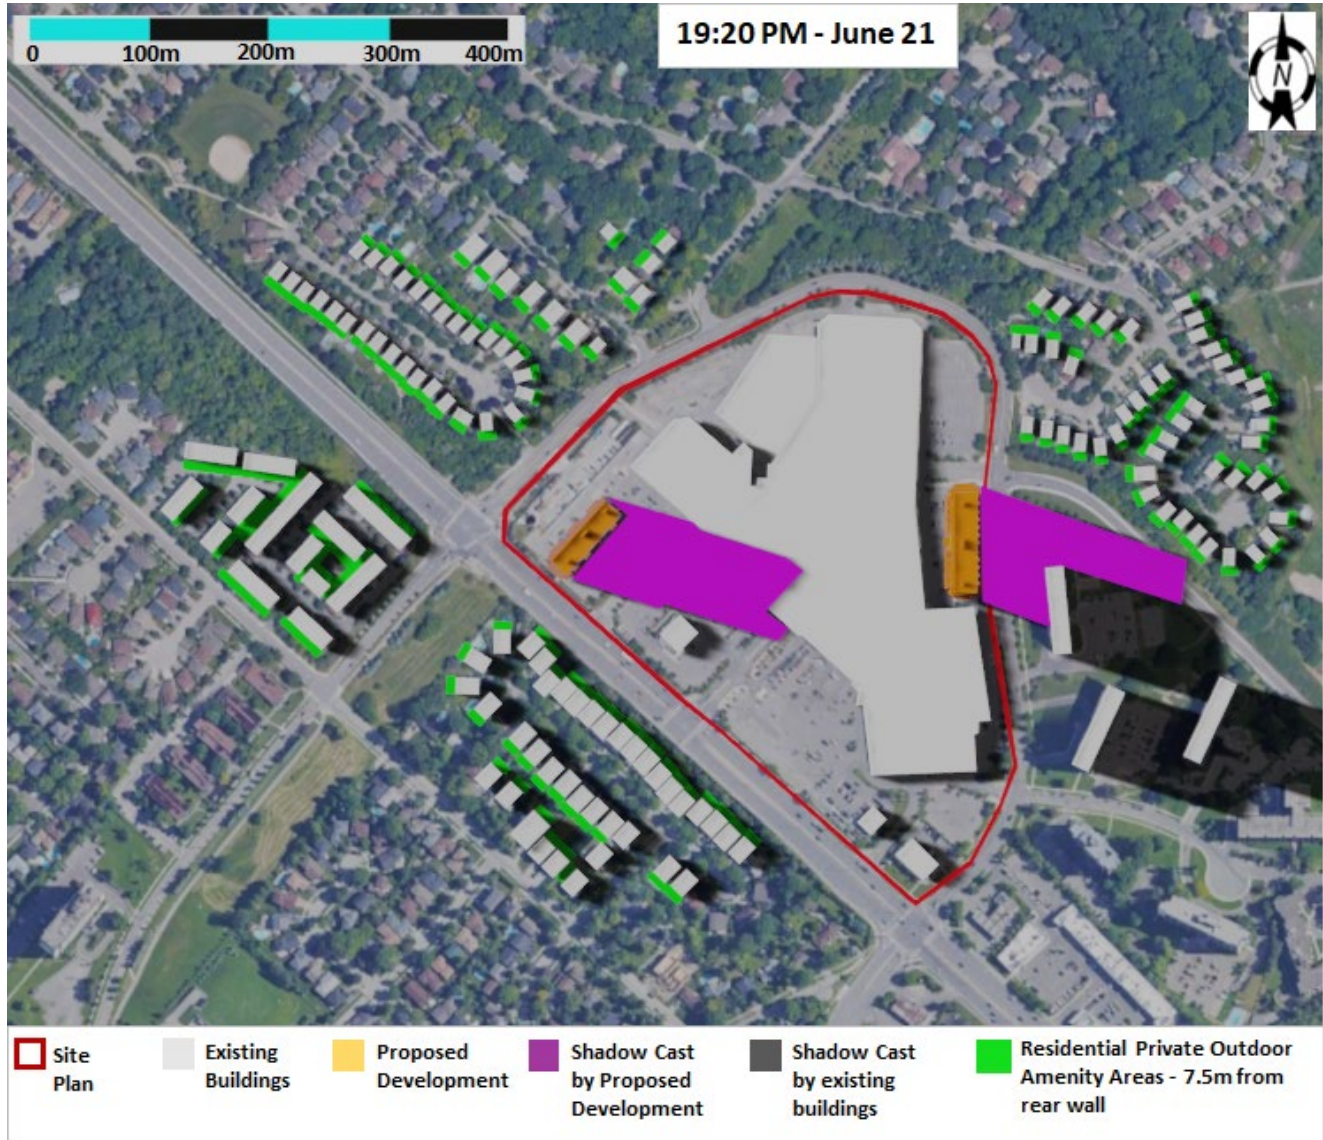 0 100m 200m 300m 400m
19:20 PM - June 21
N
Site
Plan
Existing
Buildings
Proposed
Development
Shadow Cast
by Proposed
Development
Shadow Cast
by existing
buildings
Residential Private Outdoor
Amenity Areas - 7.5m from
rear wall